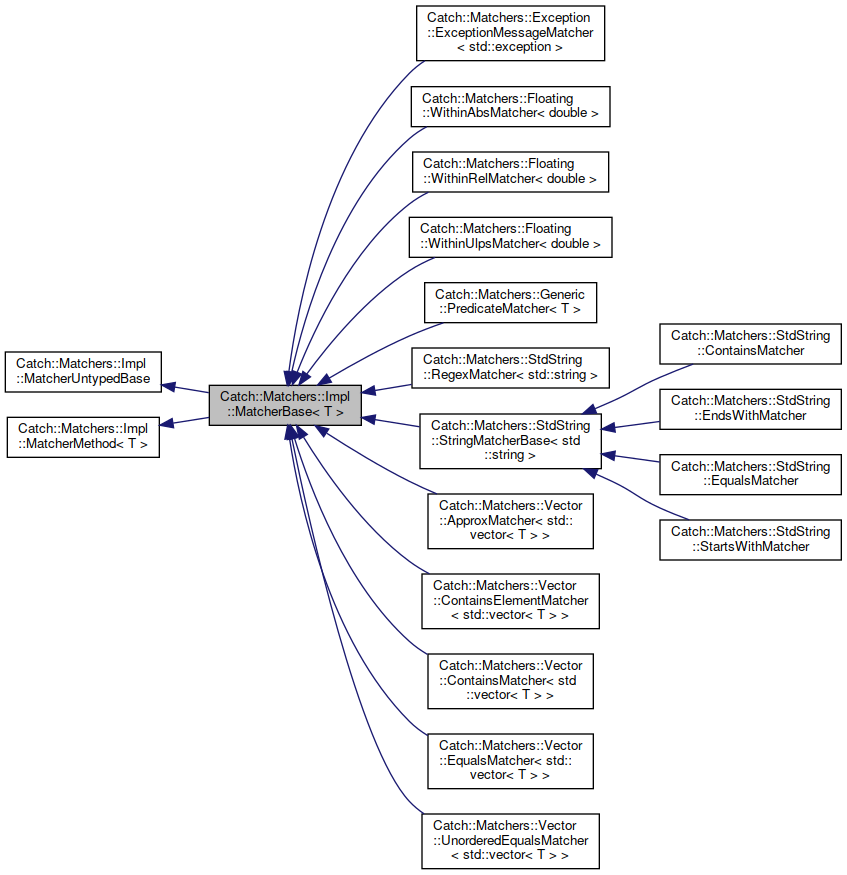 Catch::Matchers::Impl
::MatcherUntypedBase
Catch::Matchers::Impl
::MatcherMethod< T >
Catch::Matchers::Impl
::MatcherBase< T >
Catch::Matchers::Exception
::ExceptionMessageMatcher
< std::exception >
Catch::Matchers::Floating
::WithinAbsMatcher< double >
Catch::Matchers::Floating
::WithinRelMatcher< double >
Catch::Matchers::Floating
::WithinUlpsMatcher< double >
Catch::Matchers::Generic
::PredicateMatcher< T >
Catch::Matchers::StdString
::RegexMatcher< std::string >
Catch::Matchers::StdString
::StringMatcherBase< std
::string >
Catch::Matchers::Vector
::ApproxMatcher< std::
vector< T > >
Catch::Matchers::Vector
::ContainsElementMatcher
< std::vector< T > >
Catch::Matchers::Vector
::ContainsMatcher< std
::vector< T > >
Catch::Matchers::Vector
::EqualsMatcher< std::
vector< T > >
Catch::Matchers::Vector
::UnorderedEqualsMatcher
< std::vector< T > >
Catch::Matchers::StdString
::ContainsMatcher
Catch::Matchers::StdString
::EndsWithMatcher
Catch::Matchers::StdString
::EqualsMatcher
Catch::Matchers::StdString
::StartsWithMatcher